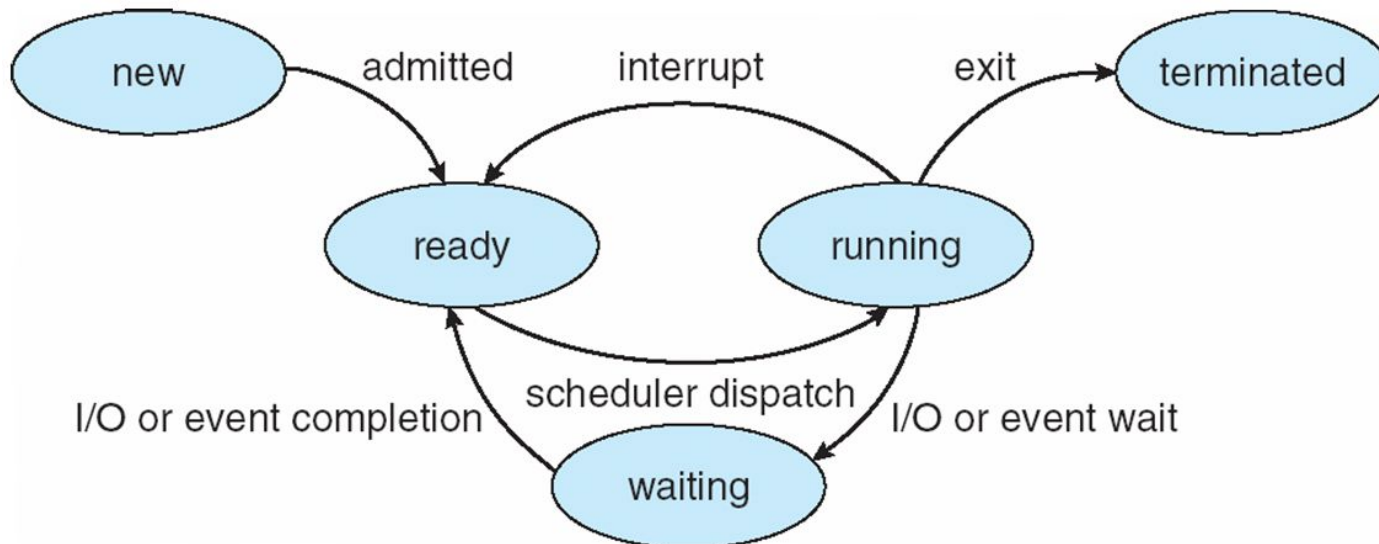 new
admitted
interrupt
exit
terminated
ready
running
scheduler dispatch
I/O or event completion
I/O or event wait
waiting